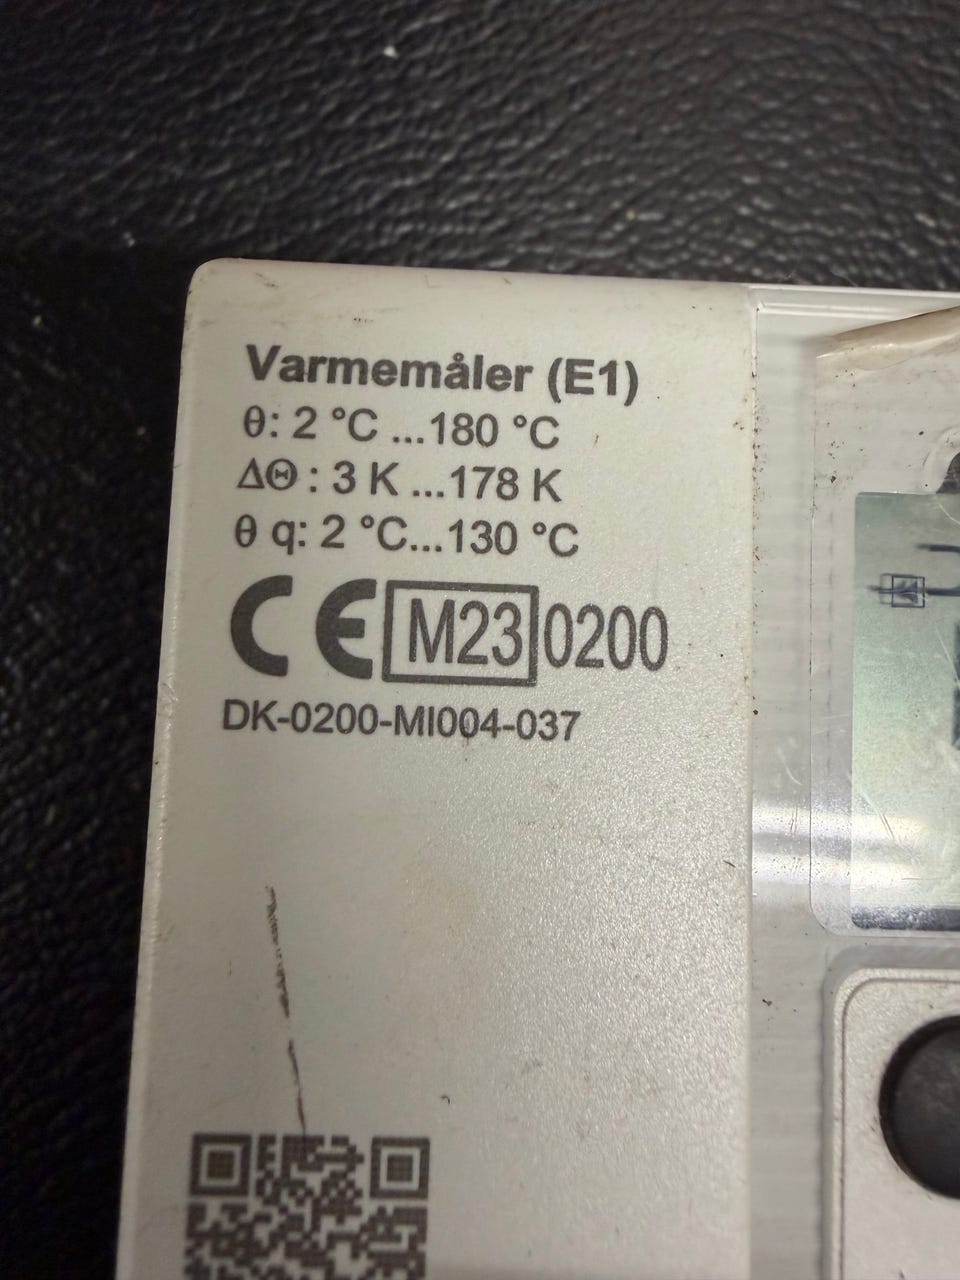 Varmemåler (E1)
θ: 2 °C ...180 °C
ΔΘ : 3 K ...178 K
θ q: 2 °C...130 °C
CE M23 0200
DK-0200-MI004-037